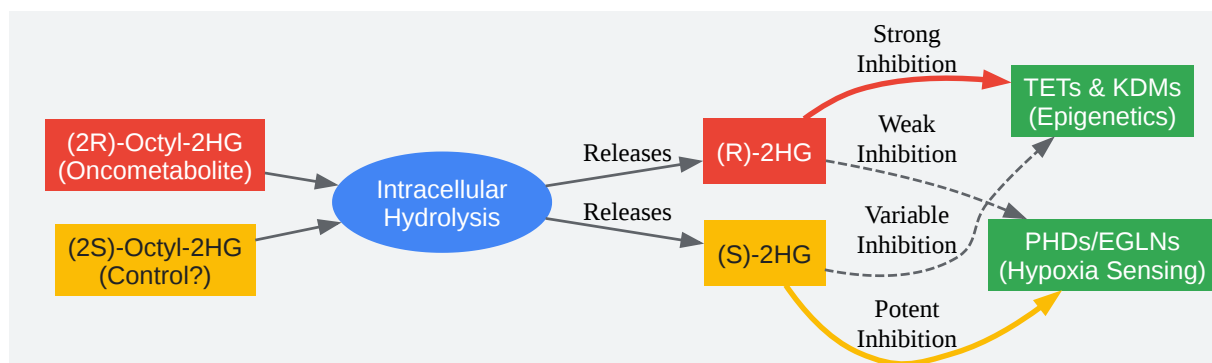 (2R)-Octyl-2HG
(Oncometabolite)
(2S)-Octyl-2HG
(Control?)
Intracellular
Hydrolysis
Releases
Releases
(R)-2HG
(S)-2HG
Strong
Inhibition
Weak
Inhibition
Variable
Inhibition
Potent
Inhibition
TETs & KDMs
(Epigenetics)
PHDs/EGLNs
(Hypoxia Sensing)